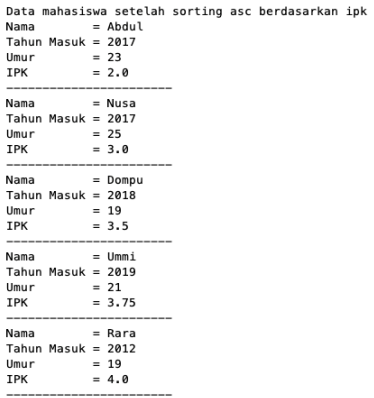 Data mahasiswa setelah sorting asc berdasarkan ipk
Nama        = Abdul
Tahun Masuk = 2017
Umur        = 23
IPK         = 2.0
-----------------------
Nama        = Nusa
Tahun Masuk = 2017
Umur        = 25
IPK         = 3.0
-----------------------
Nama        = Dompu
Tahun Masuk = 2018
Umur        = 19
IPK         = 3.5
-----------------------
Nama        = Ummi
Tahun Masuk = 2019
Umur        = 21
IPK         = 3.75
-----------------------
Nama        = Rara
Tahun Masuk = 2012
Umur        = 19
IPK         = 4.0
-----------------------